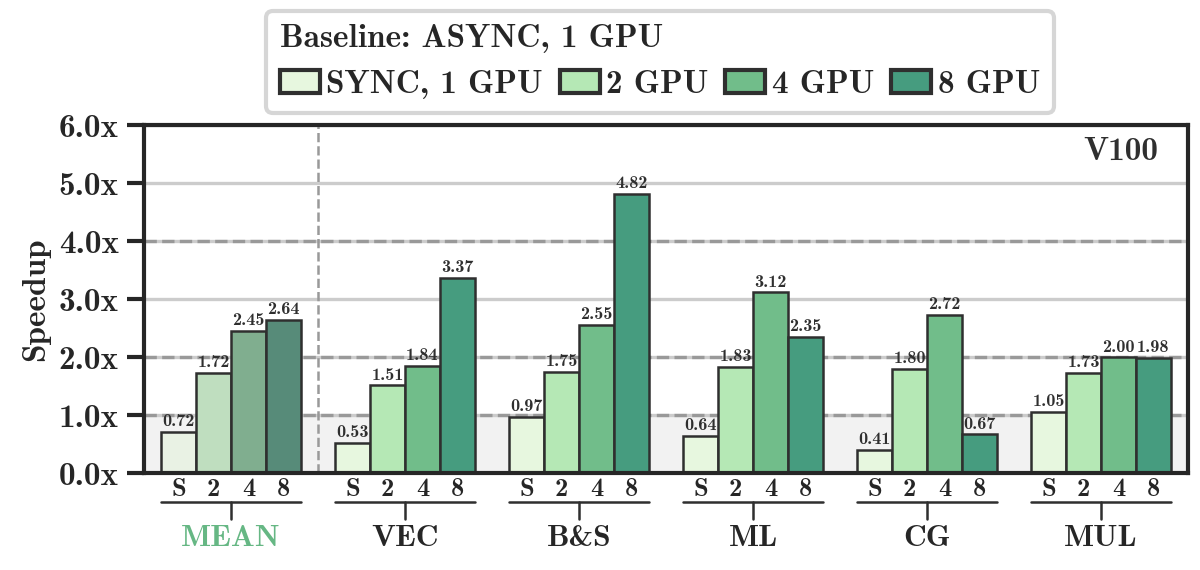 Baseline: ASYNC, 1 GPU
SYNC, 1 GPU 2 GPU 4 GPU 8 GPU
V100
Speedup
6.0x
5.0x
4.0x
3.0x
2.0x
1.0x
0.0x
0.72 1.72 2.45 2.64
0.53 1.51 1.84 3.37
0.97 1.75 2.55 4.82
0.64 1.83 3.12 2.35
0.41 1.80 2.72 0.67
1.05 1.73 2.00 1.98
S 2 4 8 S 2 4 8 S 2 4 8 S 2 4 8 S 2 4 8 S 2 4 8
MEAN VEC B&S ML CG MUL